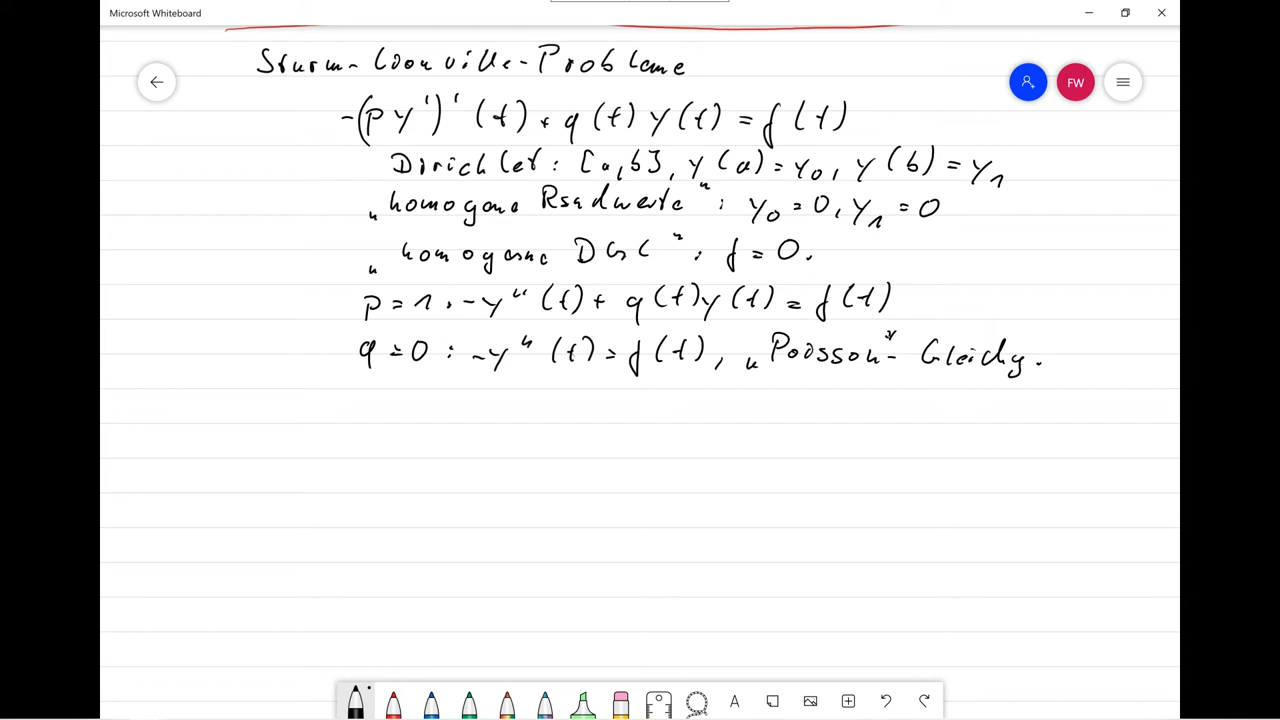 Microsoft Whiteboard
Sturm-Liouville-Probleme
FW
-(p y')'(t) + q(t) y(t) = f(t)
Dirichlet: [a,b], y(a) = y₀, y(b) = y₁
„homogene Randwerte": y₀ = 0, y₁ = 0
„homogene DGL": f = 0.
p = 1: -y''(t) + q(t)y(t) = f(t)
q = 0: -y''(t) = f(t), „Poisson"-Gleichg.
A